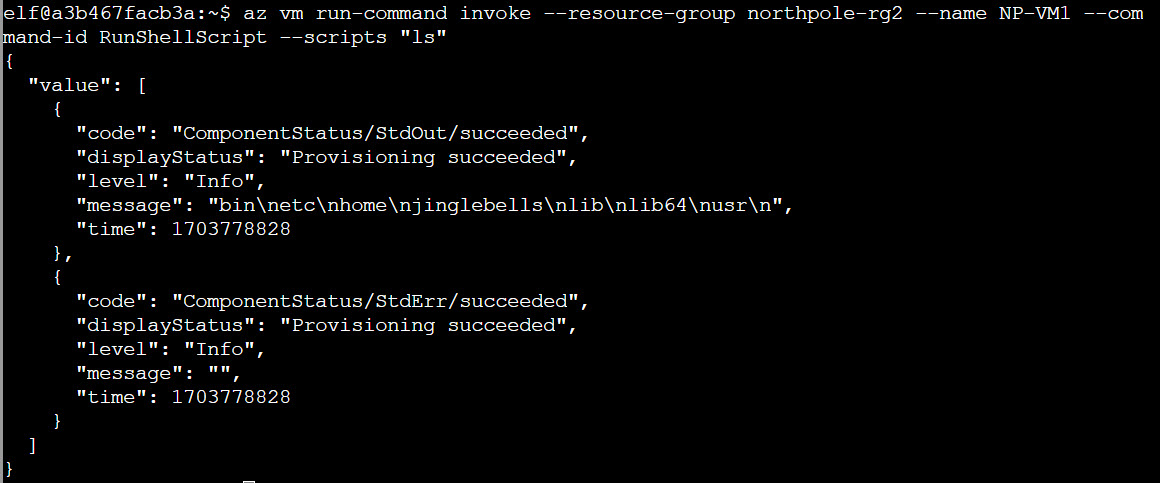 elf@a3b467facb3a:~$ az vm run-command invoke --resource-group northpole-rg2 --name NP-VM1 --com
mand-id RunShellScript --scripts "ls"
{
  "value": [
    {
      "code": "ComponentStatus/StdOut/succeeded",
      "displayStatus": "Provisioning succeeded",
      "level": "Info",
      "message": "bin\netc\nhome\njinglebells\nlib\nlib64\nusr\n",
      "time": 1703778828
    },
    {
      "code": "ComponentStatus/StdErr/succeeded",
      "displayStatus": "Provisioning succeeded",
      "level": "Info",
      "message": "",
      "time": 1703778828
    }
  ]
}